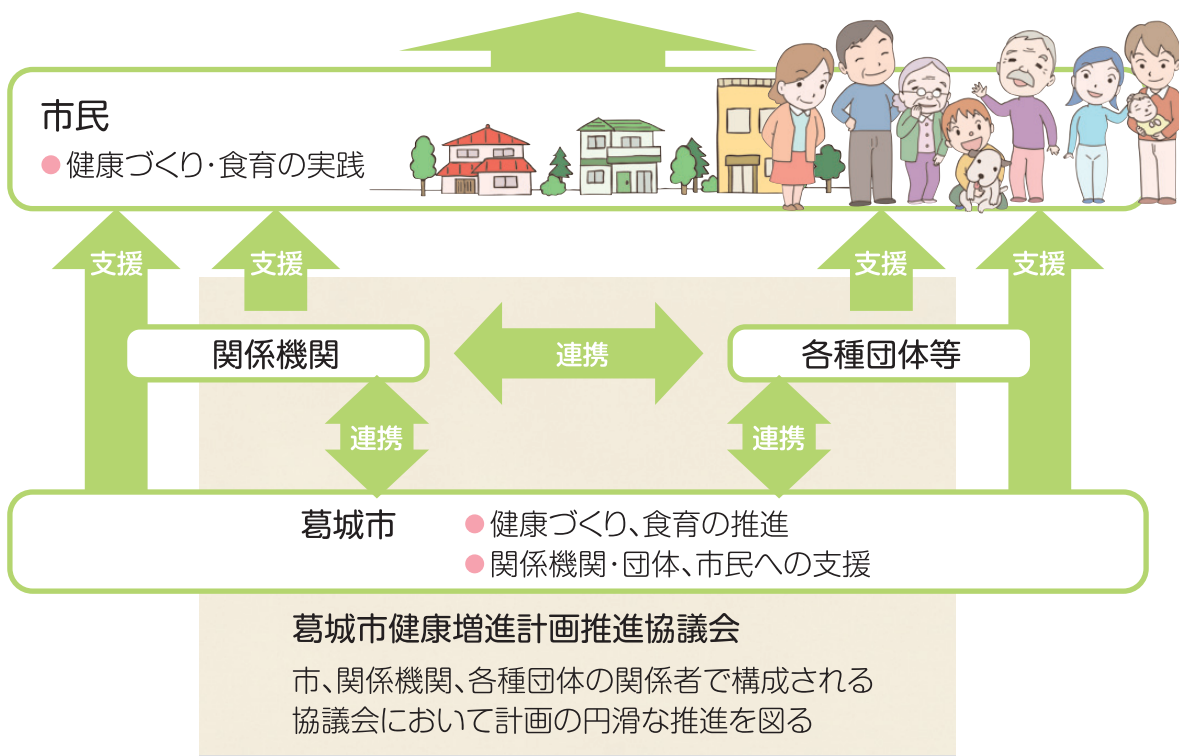 市民
●健康づくり・食育の実践
支援
支援
支援
支援
関係機関
連携
各種団体等
連携
連携
葛城市
●健康づくり、食育の推進
●関係機関・団体、市民への支援
葛城市健康増進計画推進協議会
市、関係機関、各種団体の関係者で構成される
協議会において計画の円滑な推進を図る